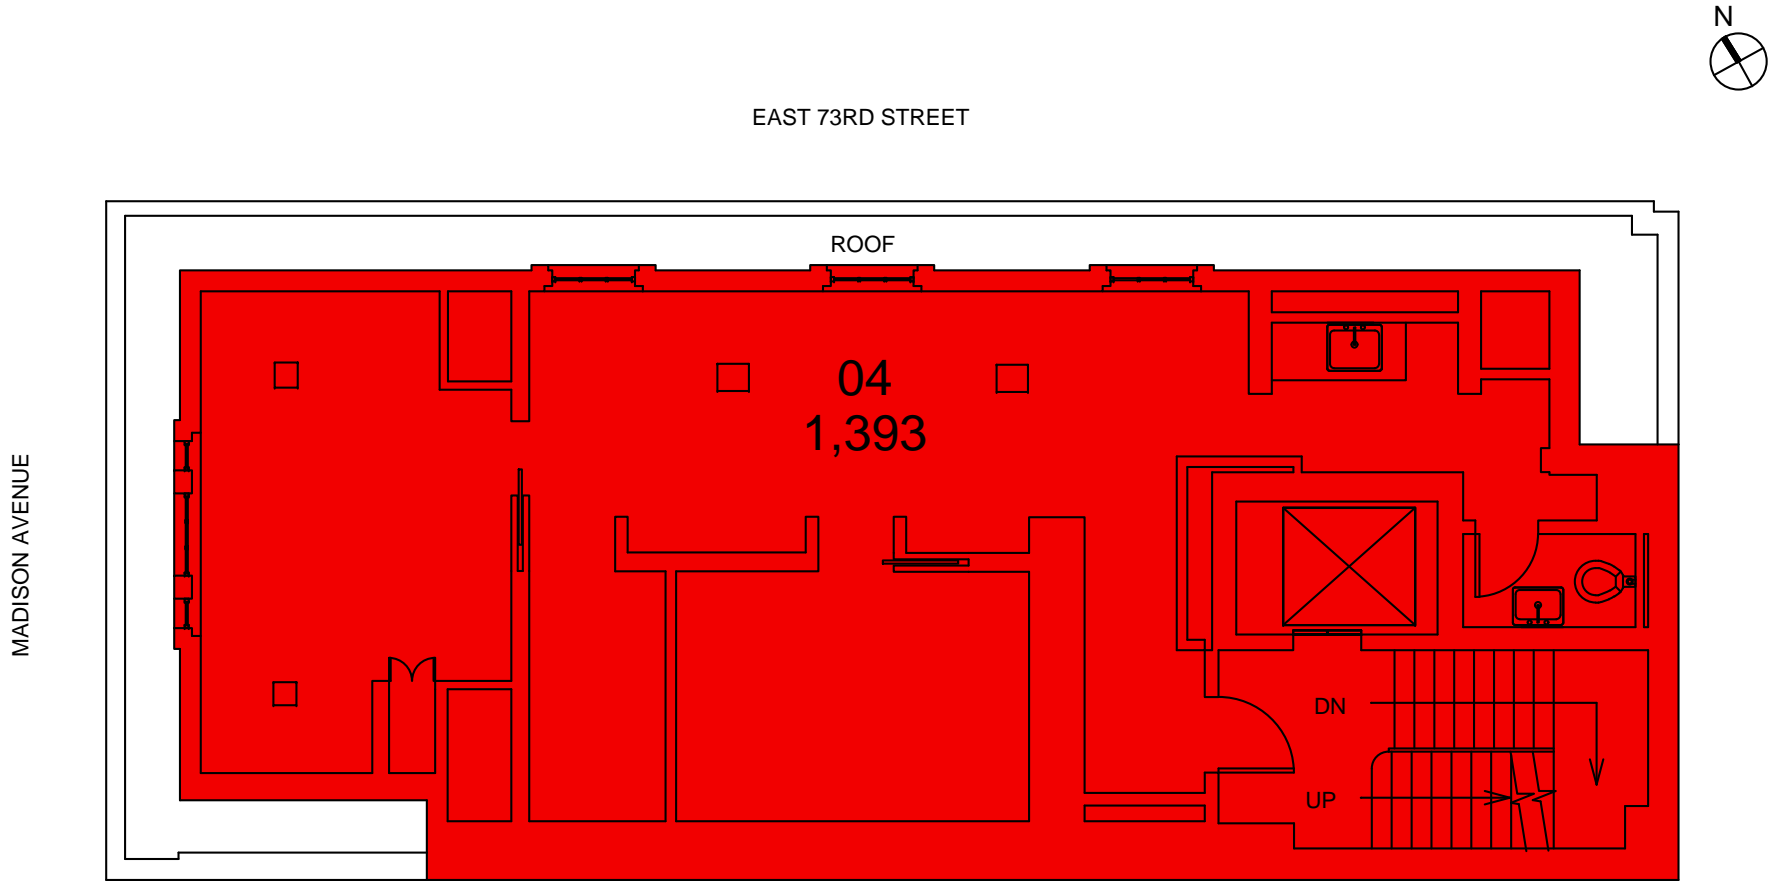 N
EAST 73RD STREET
ROOF
04
1,393
MADISON AVENUE
DN
UP